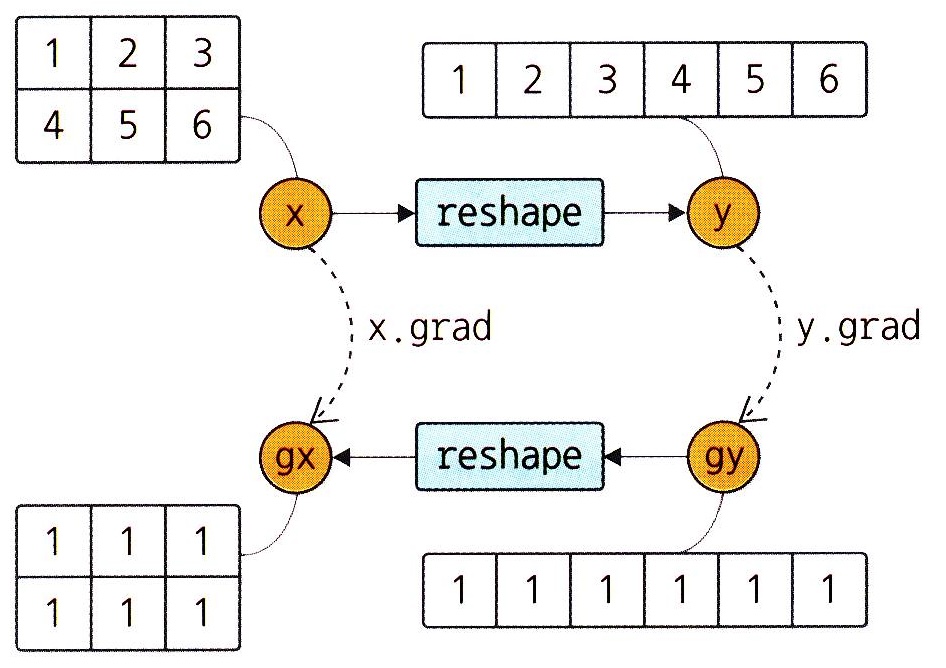 1 2 3
4 5 6
1 2 3 4 5 6
x
reshape
y
x.grad
y.grad
gx
reshape
gy
1 1 1
1 1 1
1 1 1 1 1 1